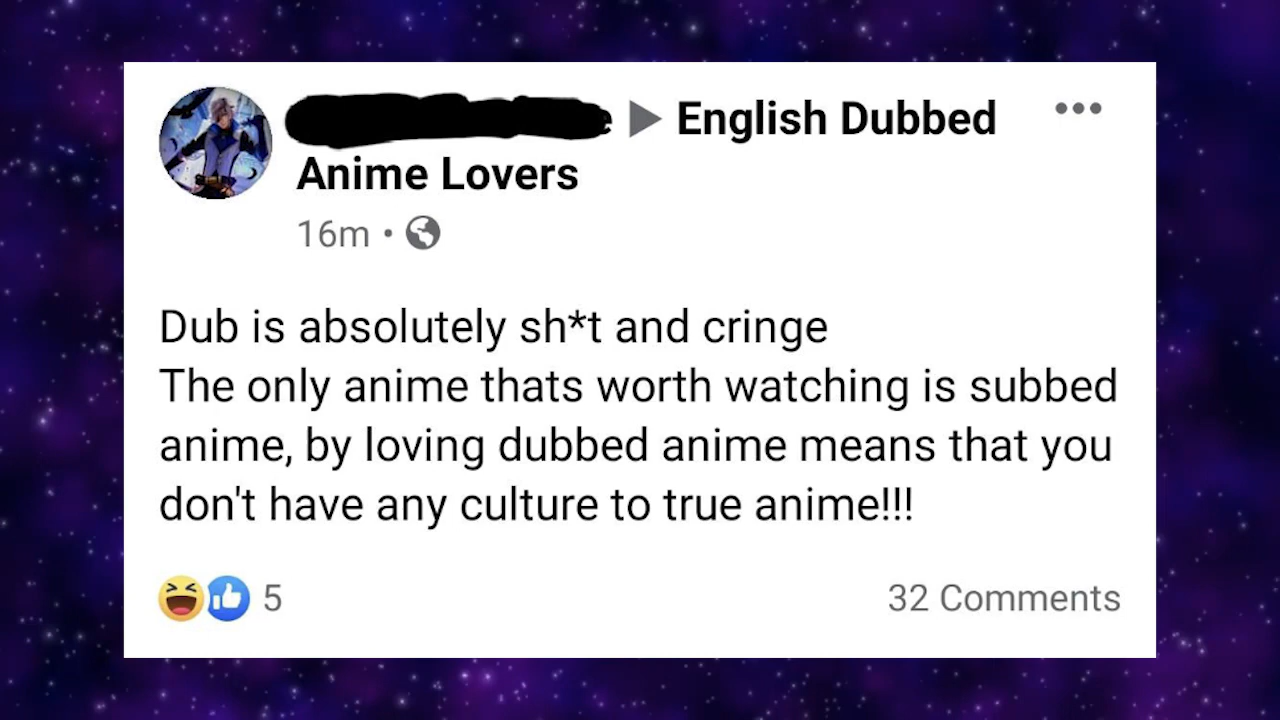 English Dubbed
Anime Lovers
16m •
Dub is absolutely sh*t and cringe
The only anime thats worth watching is subbed
anime, by loving dubbed anime means that you
don't have any culture to true anime!!!
5
32 Comments